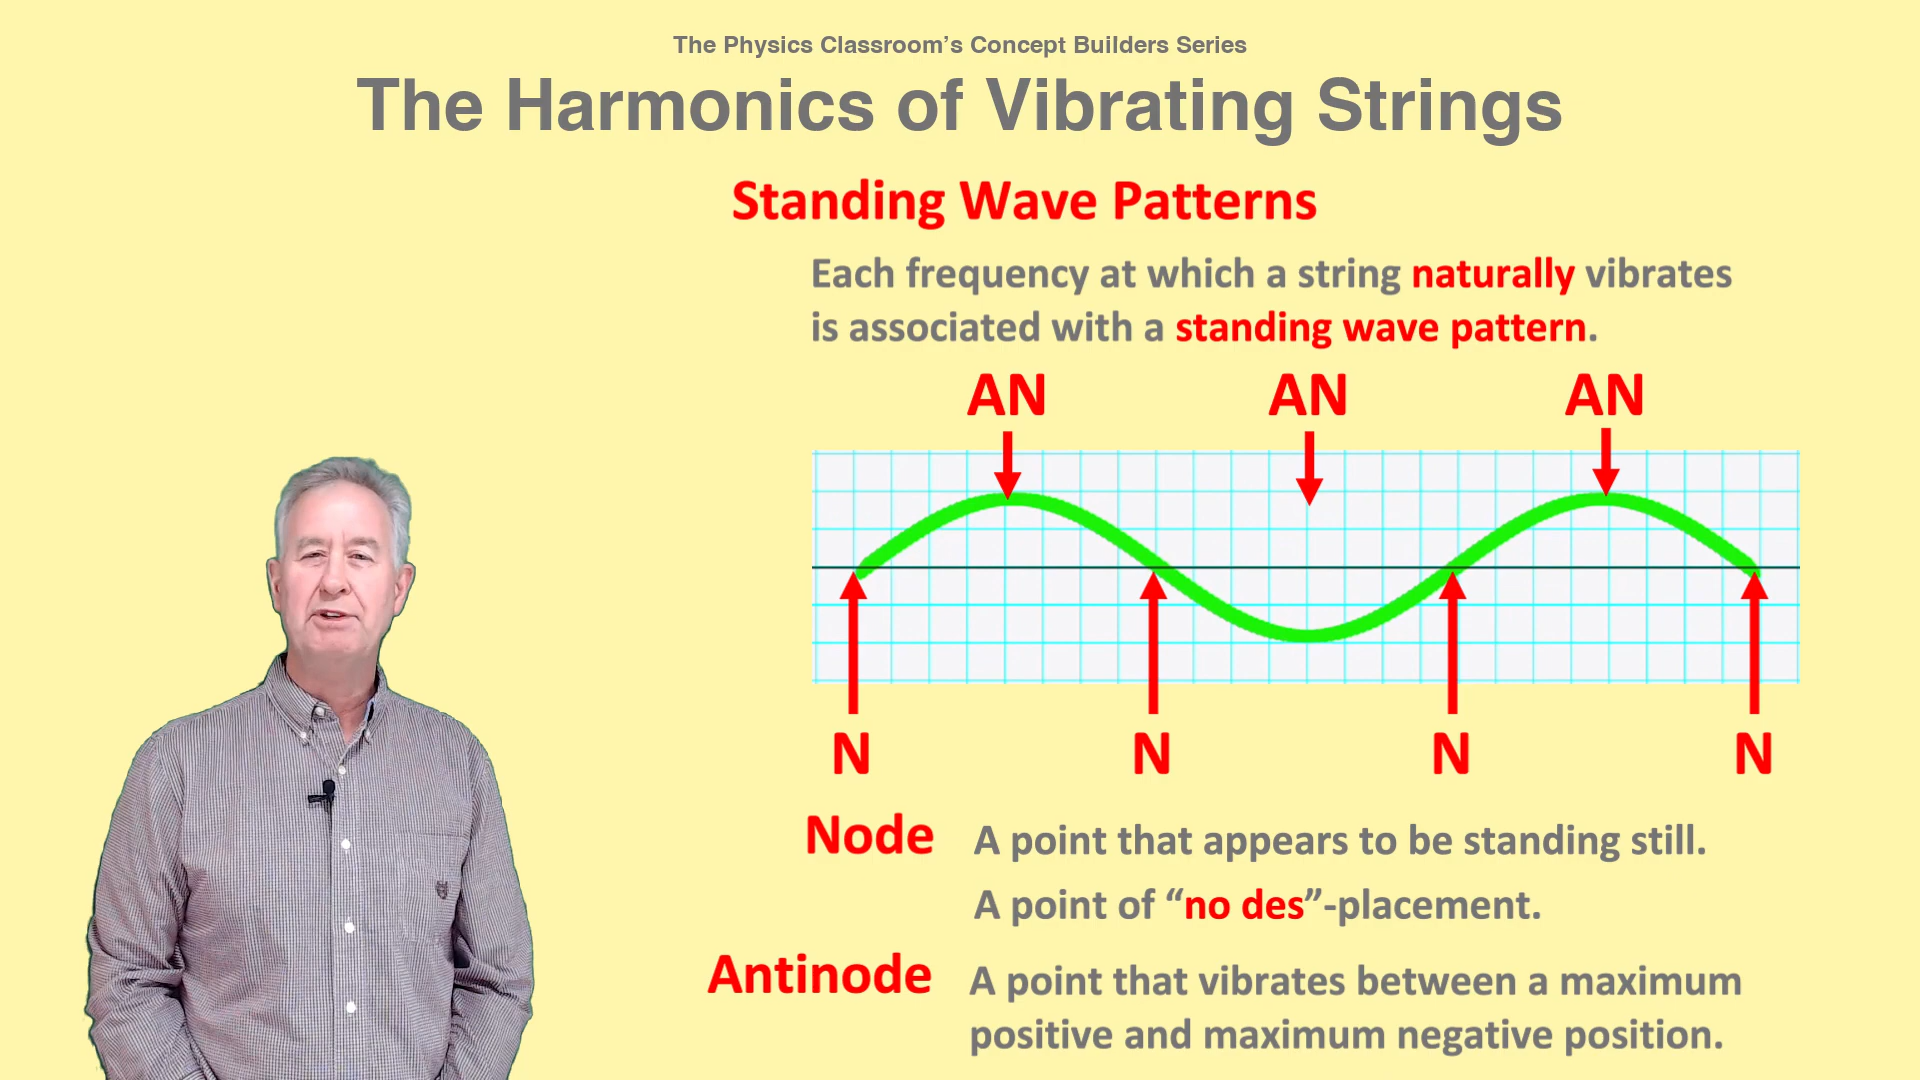 The Physics Classroom’s Concept Builders Series
The Harmonics of Vibrating Strings
Standing Wave Patterns
Each frequency at which a string naturally vibrates
is associated with a standing wave pattern.
AN AN AN
N N N N
Node A point that appears to be standing still.
A point of “no des”-placement.
Antinode A point that vibrates between a maximum
positive and maximum negative position.